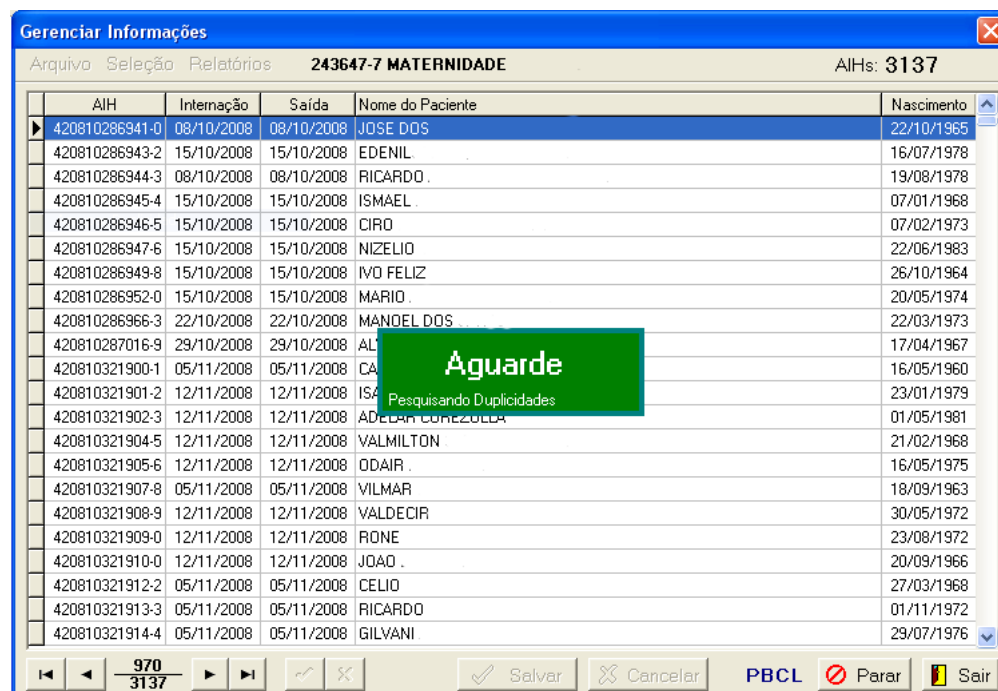 Gerenciar Informações
Arquivo Seleção Relatórios 243647-7 MATERNIDADE AIHs: 3137
AIH Internação Saída Nome do Paciente Nascimento
420810286941-0 08/10/2008 08/10/2008 JOSE DOS 22/10/1965
420810286943-2 15/10/2008 15/10/2008 EDENIL 16/07/1978
420810286944-3 08/10/2008 08/10/2008 RICARDO 19/08/1978
420810286945-4 15/10/2008 15/10/2008 ISMAEL 07/01/1968
420810286946-5 15/10/2008 15/10/2008 CIRO 07/02/1973
420810286947-6 15/10/2008 15/10/2008 NIZELIO 22/06/1983
420810286949-8 15/10/2008 15/10/2008 IVO FELIZ 26/10/1964
420810286952-0 15/10/2008 15/10/2008 MARIO 20/05/1974
420810286966-3 22/10/2008 22/10/2008 MANOEL DOS 22/03/1973
420810287016-9 29/10/2008 29/10/2008 17/04/1967
420810321900-1 05/11/2008 05/11/2008 CA 16/05/1960
Aguarde
420810321901-2 12/11/2008 12/11/2008 ISA 23/01/1979
Pesquisando Duplicidades
420810321902-3 12/11/2008 12/11/2008 01/05/1981
420810321904-5 12/11/2008 12/11/2008 VALMILTON 21/02/1968
420810321905-6 12/11/2008 12/11/2008 ODAIR 16/05/1975
420810321907-8 05/11/2008 05/11/2008 VILMAR 18/09/1963
420810321908-9 12/11/2008 12/11/2008 VALDECIR 30/05/1972
420810321909-0 12/11/2008 12/11/2008 RONE 23/08/1972
420810321910-0 12/11/2008 12/11/2008 JOAO 20/09/1966
420810321912-2 05/11/2008 05/11/2008 CELIO 27/03/1968
420810321913-3 05/11/2008 05/11/2008 RICARDO 01/11/1972
420810321914-4 05/11/2008 05/11/2008 GILVANI 29/07/1976
970
3137
Salvar Cancelar PBCL Parar Sair